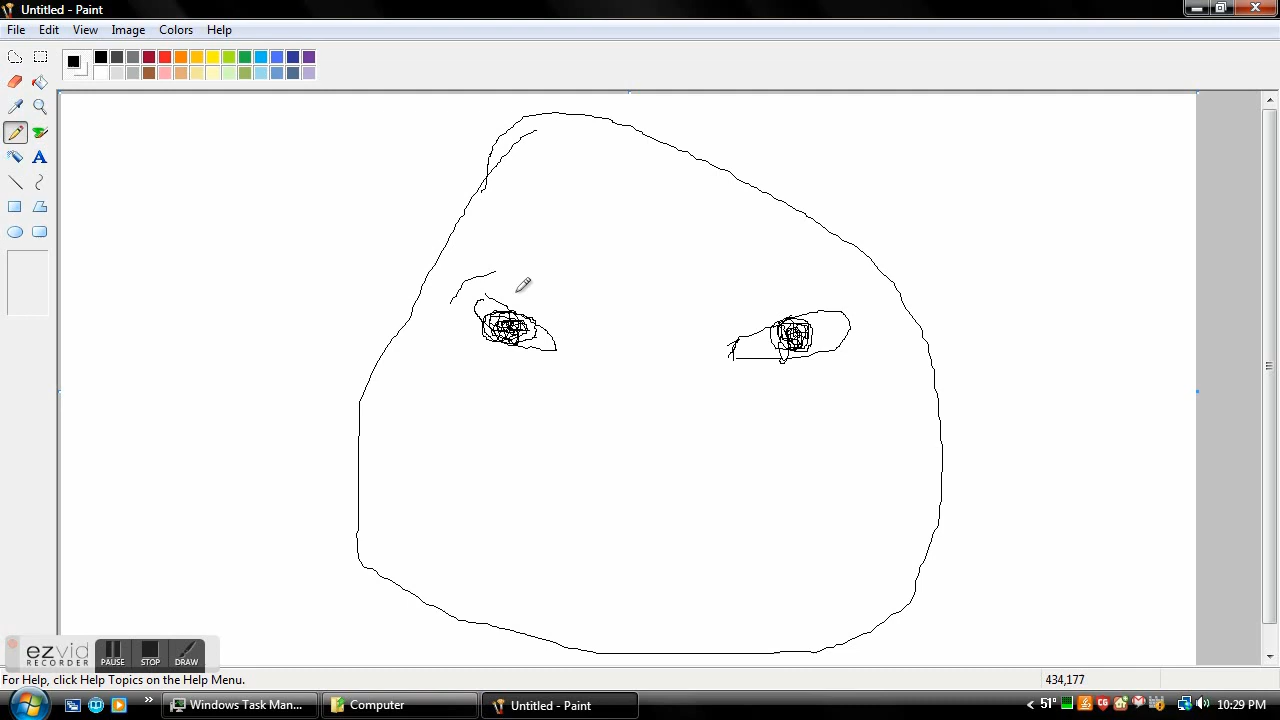 Untitled - Paint
File Edit View Image Colors Help
A
ezvid
RECORDER
PAUSE STOP DRAW
For Help, click Help Topics on the Help Menu.
434,177
» Windows Task Man... Computer Untitled - Paint
51° 10:29 PM